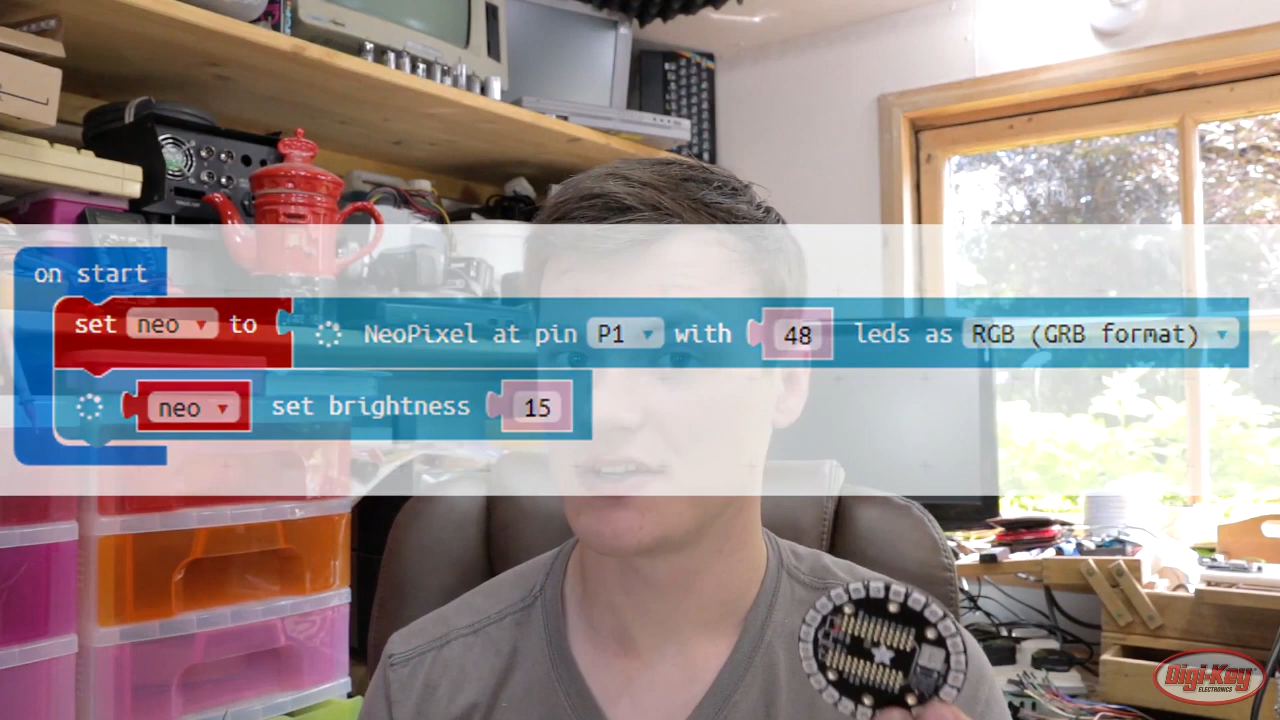 on start
set neo to NeoPixel at pin P1 with 48 leds as RGB (GRB format)
neo set brightness 15
Digi-Key
ELECTRONICS